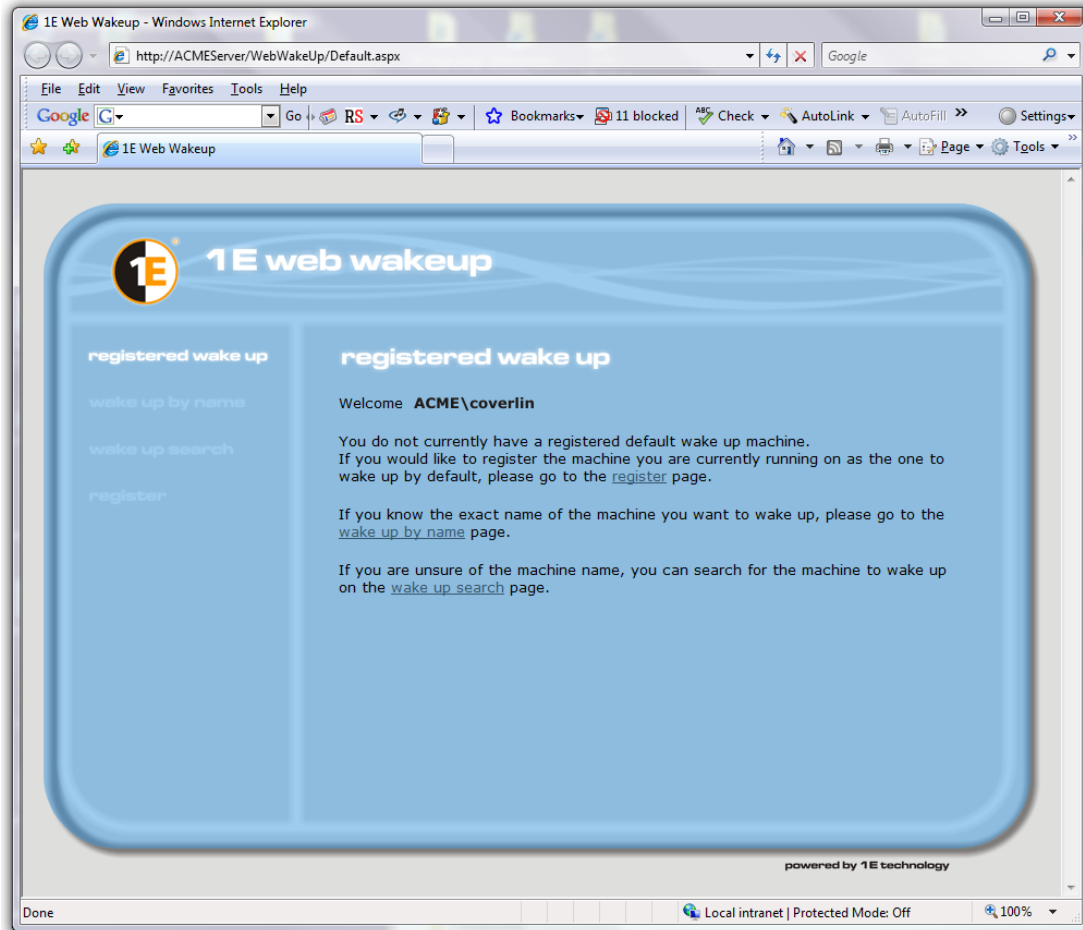 1E Web Wakeup - Windows Internet Explorer
http://ACMEServer/WebWakeUp/Default.aspx
Google
File Edit View Favorites Tools Help
Google G Go RS Bookmarks 11 blocked ABC Check AutoLink AutoFill » Settings
1E Web Wakeup Page Tools »
1E 1E web wakeup
registered wake up
wake up by name
wake up search
register
registered wake up
Welcome ACME\coverlin
You do not currently have a registered default wake up machine.
If you would like to register the machine you are currently running on as the one to
wake up by default, please go to the register page.
If you know the exact name of the machine you want to wake up, please go to the
wake up by name page.
If you are unsure of the machine name, you can search for the machine to wake up
on the wake up search page.
powered by 1E technology
Done Local intranet | Protected Mode: Off 100%